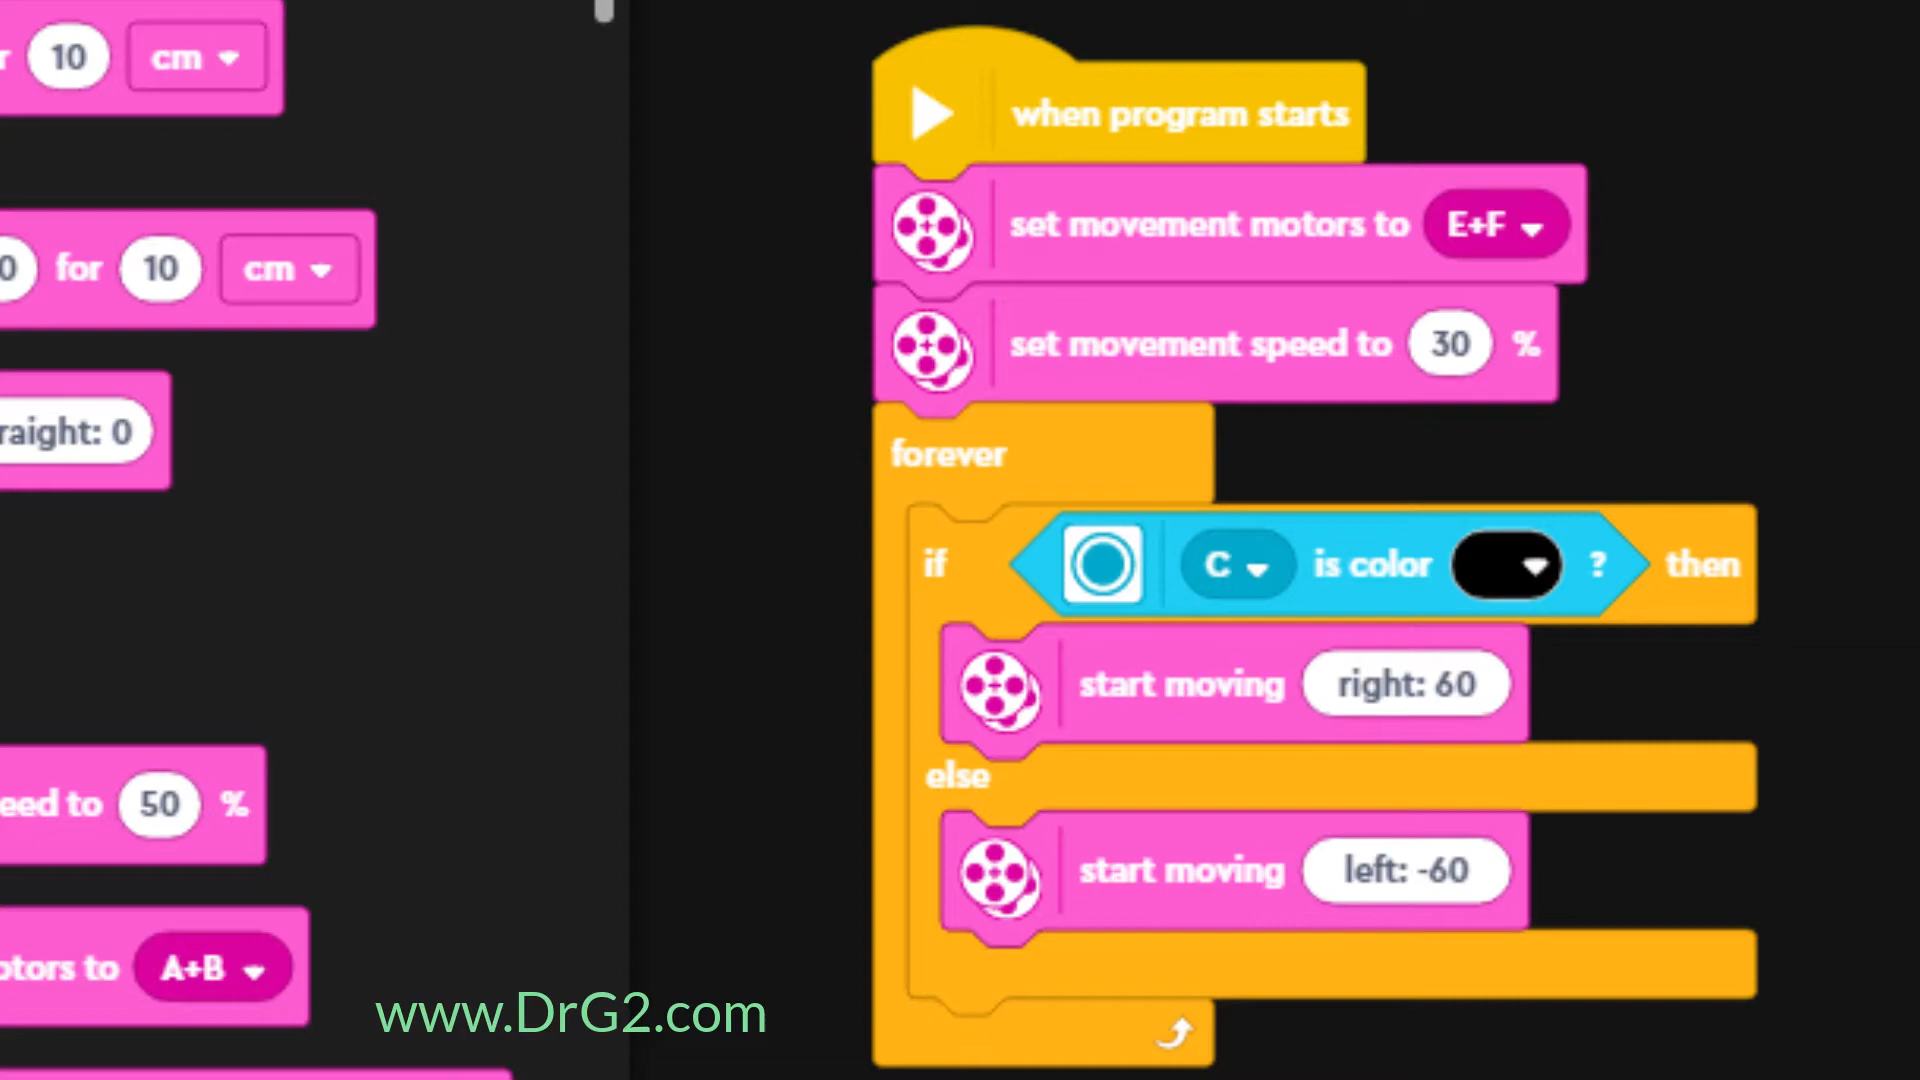 10 cm
for 10 cm
raight: 0
eed to 50 %
otors to A+B
www.DrG2.com
when program starts
set movement motors to E+F
set movement speed to 30 %
forever
if C is color ? then
start moving right: 60
else
start moving left: -60